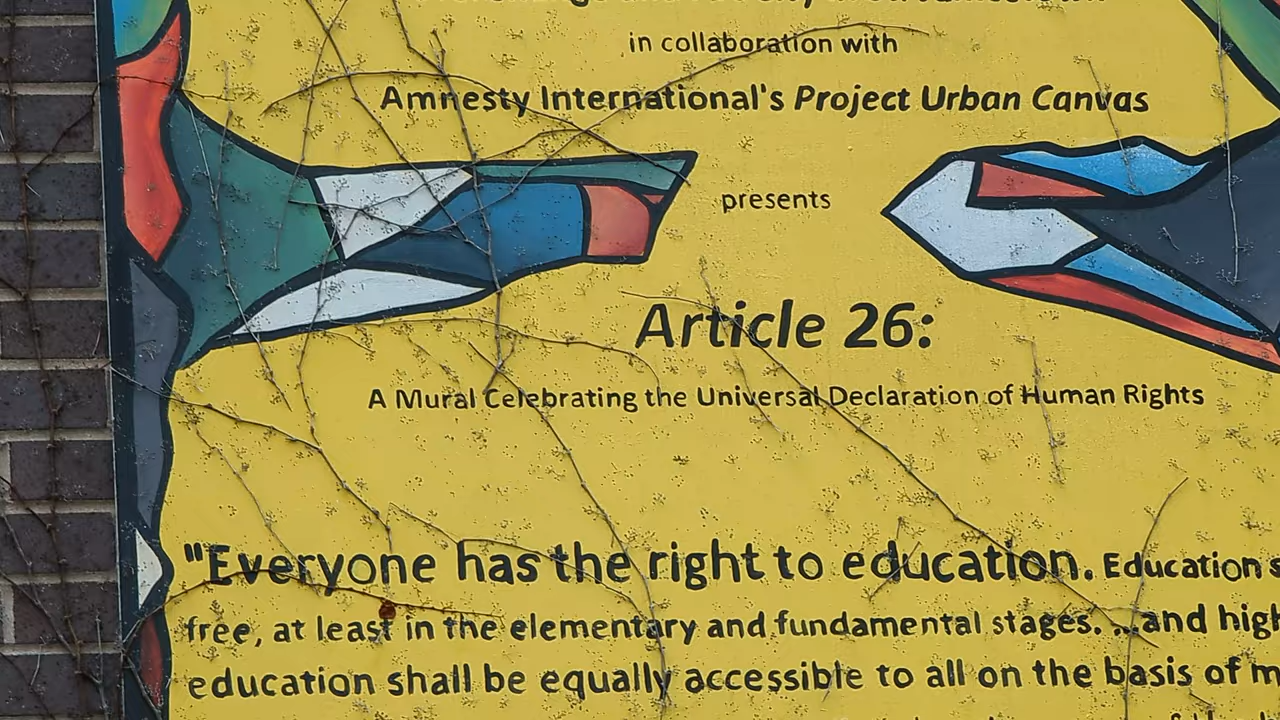 in collaboration with
Amnesty International's Project Urban Canvas
presents
Article 26:
A Mural Celebrating the Universal Declaration of Human Rights
"Everyone has the right to education. Education
free, at least in the elementary and fundamental stages. ...and
education shall be equally accessible to all on the basis of